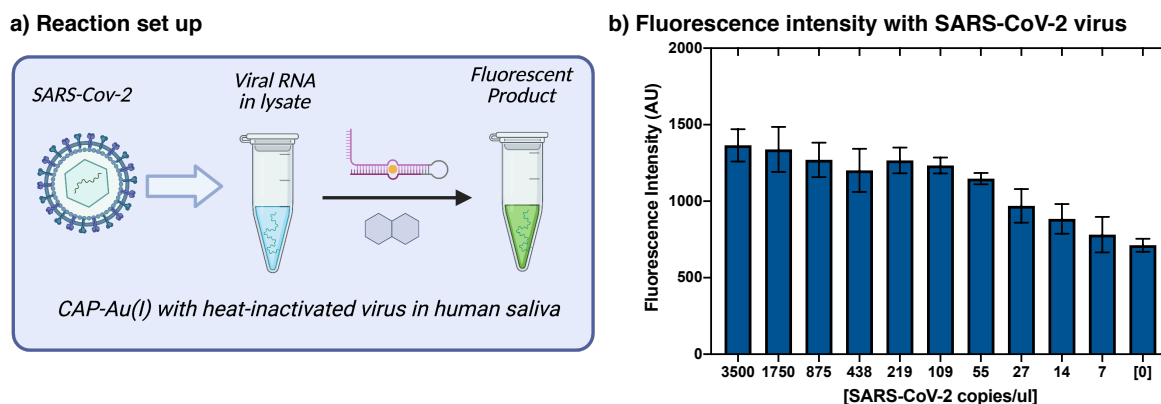 a) Reaction set up
SARS-Cov-2
Viral RNA
in lysate
Fluorescent
Product
CAP-Au(I) with heat-inactivated virus in human saliva
b) Fluorescence intensity with SARS-CoV-2 virus
Fluorescence Intensity (AU)
2000
1500
1000
500
0
3500 1750 875 438 219 109 55 27 14 7 [0]
[SARS-CoV-2 copies/ul]